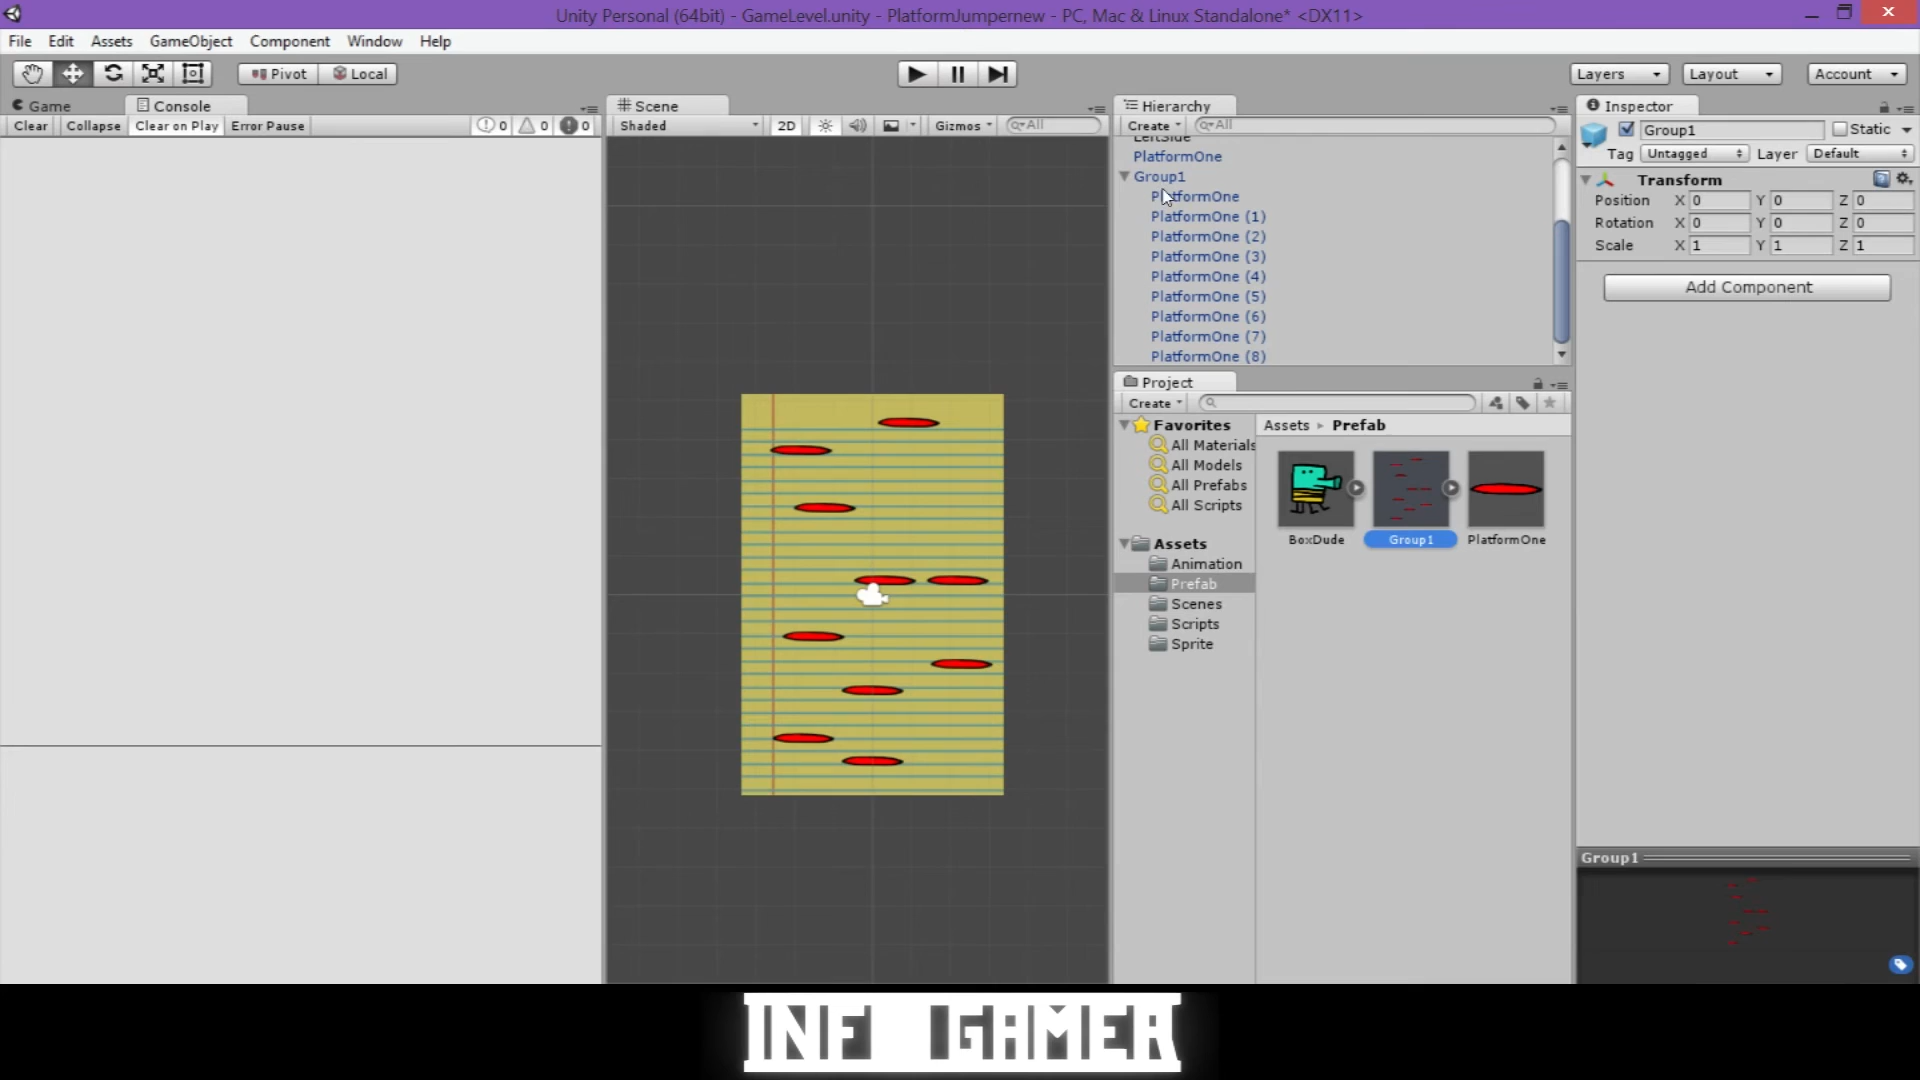 Unity Personal (64bit) - GameLevel.unity - PlatformJumpernew - PC, Mac & Linux Standalone* <DX11>
File Edit Assets GameObject Component Window Help
Pivot Local Layers Layout Account
Game Console
Clear Collapse Clear on Play Error Pause 0 0 0
Scene
Shaded 2D Gizmos All
Hierarchy
Create All
LeftSide
PlatformOne
Group1
PlatformOne
PlatformOne (1)
PlatformOne (2)
PlatformOne (3)
PlatformOne (4)
PlatformOne (5)
PlatformOne (6)
PlatformOne (7)
PlatformOne (8)
Project
Create
Favorites
All Materials
All Models
All Prefabs
All Scripts
Assets
Animation
Prefab
Scenes
Scripts
Sprite
Assets ▸ Prefab
BoxDude Group1 PlatformOne
Inspector
Group1 Static
Tag Untagged Layer Default
Transform
Position X 0 Y 0 Z 0
Rotation X 0 Y 0 Z 0
Scale X 1 Y 1 Z 1
Add Component
Group1
INF GAMER